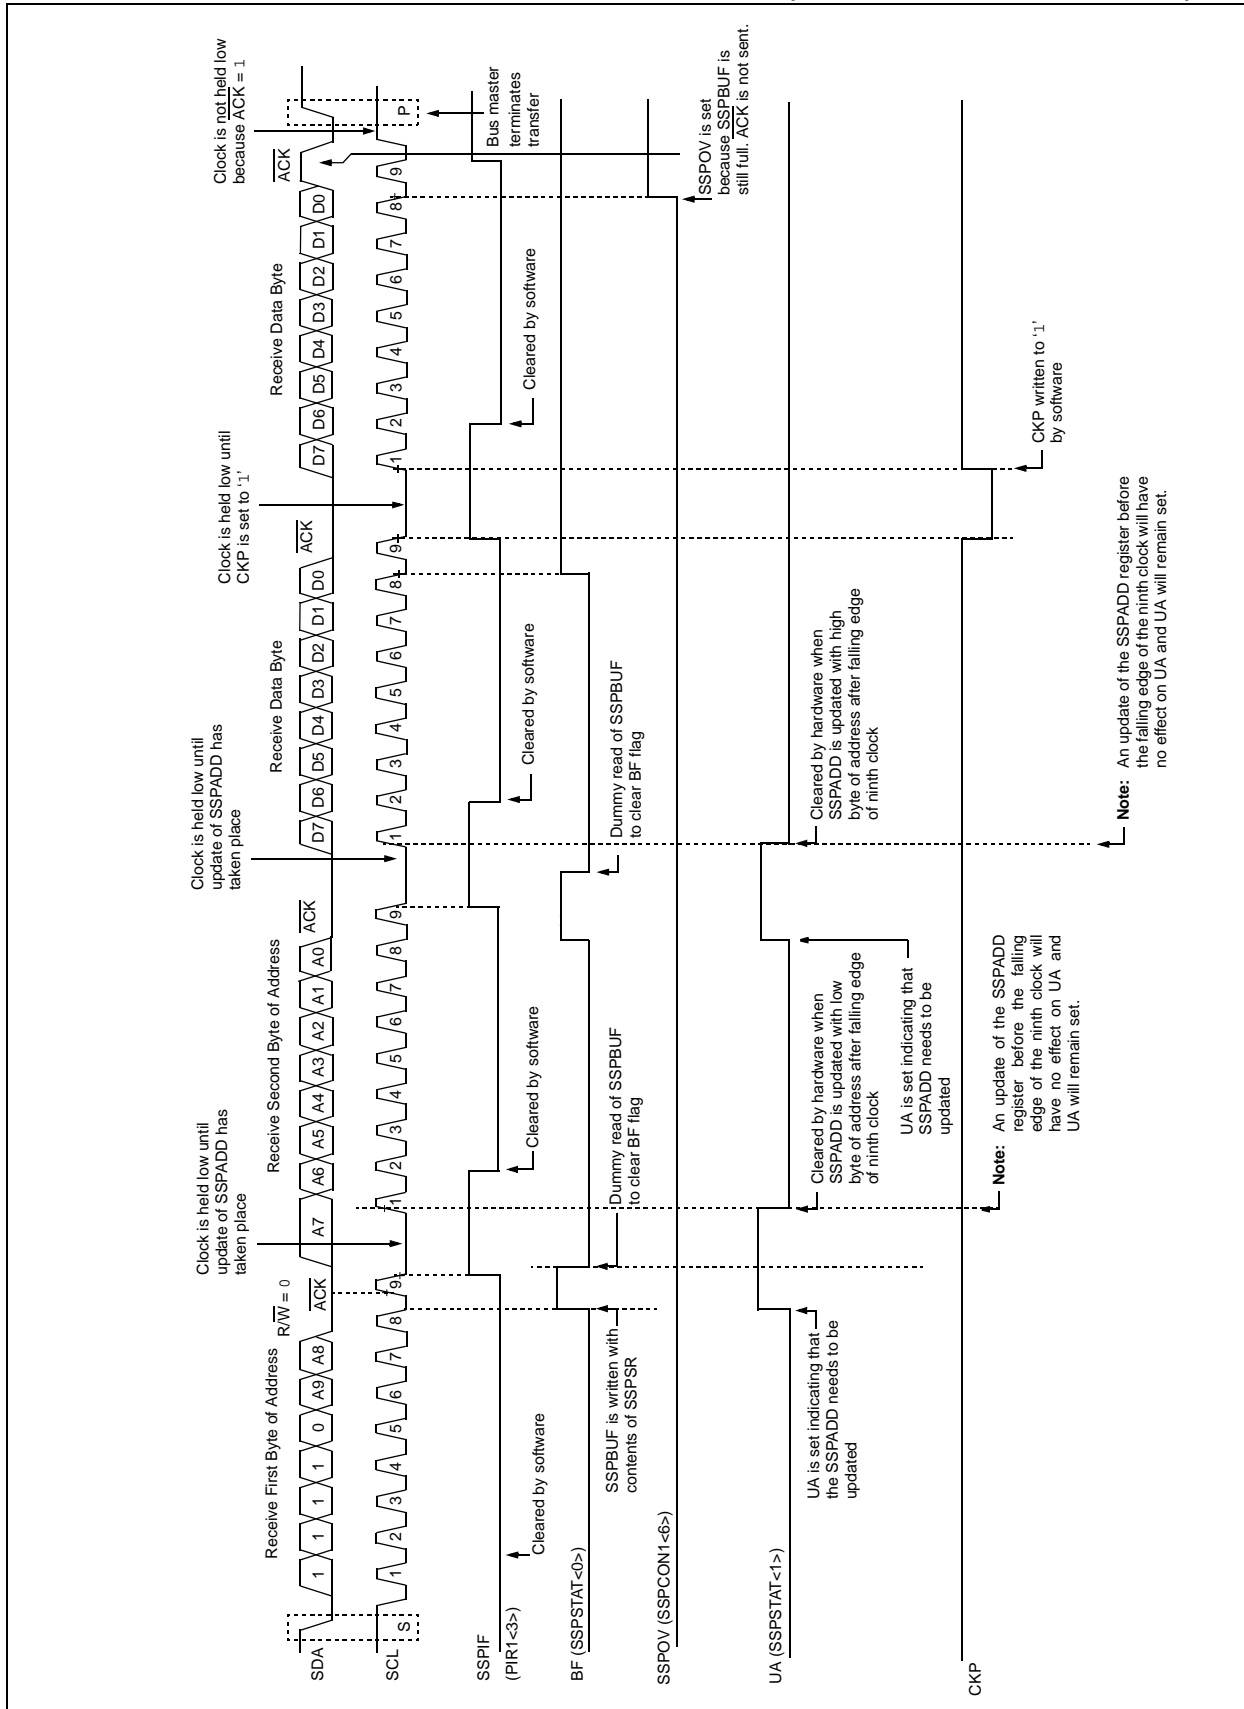 Clock is not held low
because ACK = 1
Clock is held low until
CKP is set to ‘1’
Clock is held low until
update of SSPADD has
taken place
Clock is held low until
update of SSPADD has
taken place
Receive First Byte of Address
R/W = 0
Receive Second Byte of Address
Receive Data Byte
Receive Data Byte
SDA
1 1 1 1 0 A9 A8 ACK A7 A6 A5 A4 A3 A2 A1 A0 ACK D7 D6 D5 D4 D3 D2 D1 D0 ACK D7 D6 D5 D4 D3 D2 D1 D0 ACK
SCL
S 1 2 3 4 5 6 7 8 9 1 2 3 4 5 6 7 8 9 1 2 3 4 5 6 7 8 9 1 2 3 4 5 6 7 8 9 P
Bus master
terminates
transfer
SSPIF
(PIR1<3>)
Cleared by software
Cleared by software
Cleared by software
Cleared by software
BF (SSPSTAT<0>)
SSPBUF is written with
contents of SSPSR
Dummy read of SSPBUF
to clear BF flag
Dummy read of SSPBUF
to clear BF flag
SSPOV (SSPCON1<6>)
SSPOV is set
because SSPBUF is
still full. ACK is not sent.
UA (SSPSTAT<1>)
UA is set indicating that
the SSPADD needs to be
updated
Cleared by hardware when
SSPADD is updated with low
byte of address after falling edge
of ninth clock
UA is set indicating that
SSPADD needs to be
updated
Cleared by hardware when
SSPADD is updated with high
byte of address after falling edge
of ninth clock
CKP
CKP written to ‘1’
by software
Note: An update of the SSPADD
register before the falling
edge of the ninth clock will
have no effect on UA and
UA will remain set.
Note: An update of the SSPADD register before
the falling edge of the ninth clock will have
no effect on UA and UA will remain set.